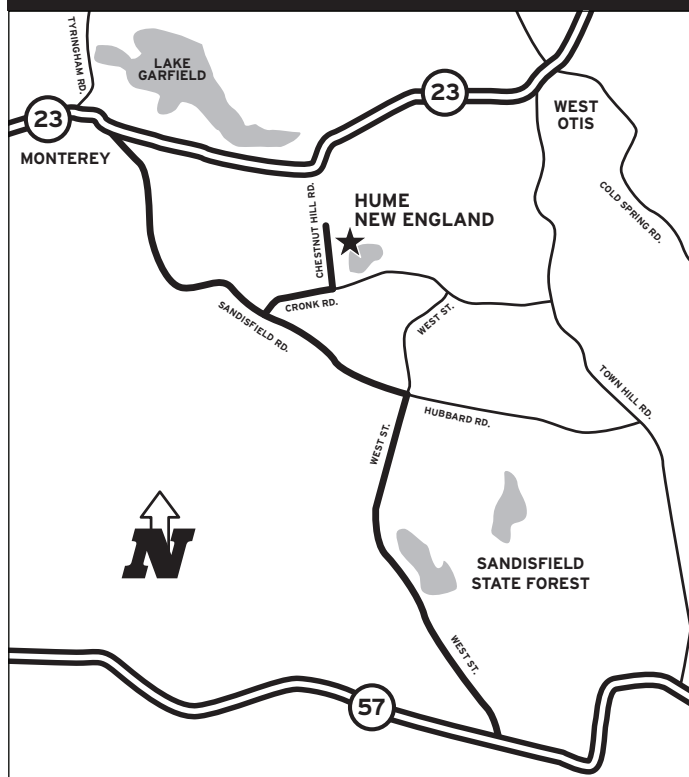 TYRINGHAM RD.
LAKE
GARFIELD
23
23
MONTEREY
WEST
OTIS
COLD SPRING RD.
CHESTNUT HILL RD.
HUME
NEW ENGLAND
CRONK RD.
SANDISFIELD RD.
WEST ST.
TOWN HILL RD.
HUBBARD RD.
WEST ST.
N
SANDISFIELD
STATE FOREST
WEST ST.
57